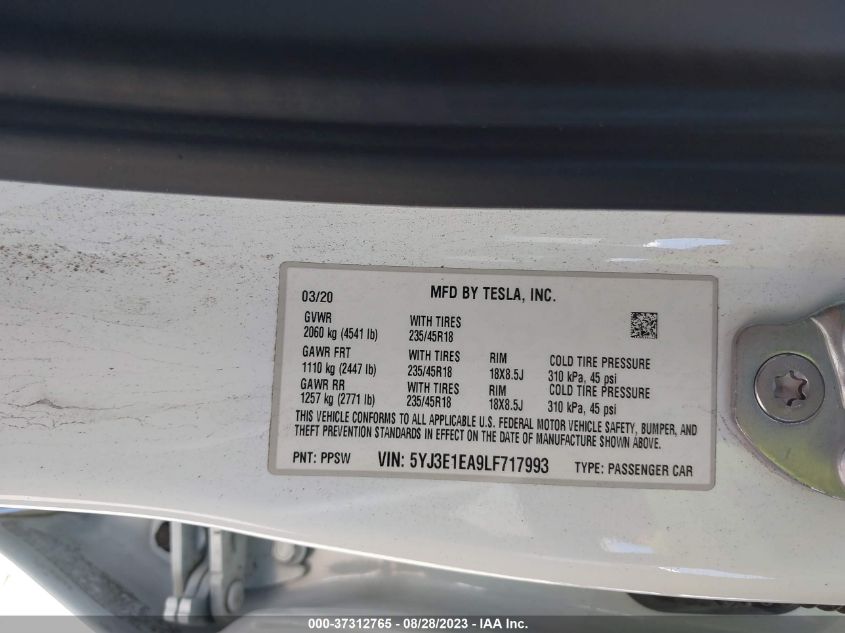 03/20 MFD BY TESLA, INC.
GVWR
2060 kg (4541 lb) WITH TIRES 235/45R18
GAWR FRT WITH TIRES RIM COLD TIRE PRESSURE
1110 kg (2447 lb) 235/45R18 18X8.5J 310 kPa, 45 psi
GAWR RR WITH TIRES RIM COLD TIRE PRESSURE
1257 kg (2771 lb) 235/45R18 18X8.5J 310 kPa, 45 psi
THIS VEHICLE CONFORMS TO ALL APPLICABLE U.S. FEDERAL MOTOR VEHICLE SAFETY, BUMPER, AND
THEFT PREVENTION STANDARDS IN EFFECT ON THE DATE OF MANUFACTURE SHOWN ABOVE.
PNT: PPSW VIN: 5YJ3E1EA9LF717993 TYPE: PASSENGER CAR
000-37312765 - 08/28/2023 - IAAI.COM